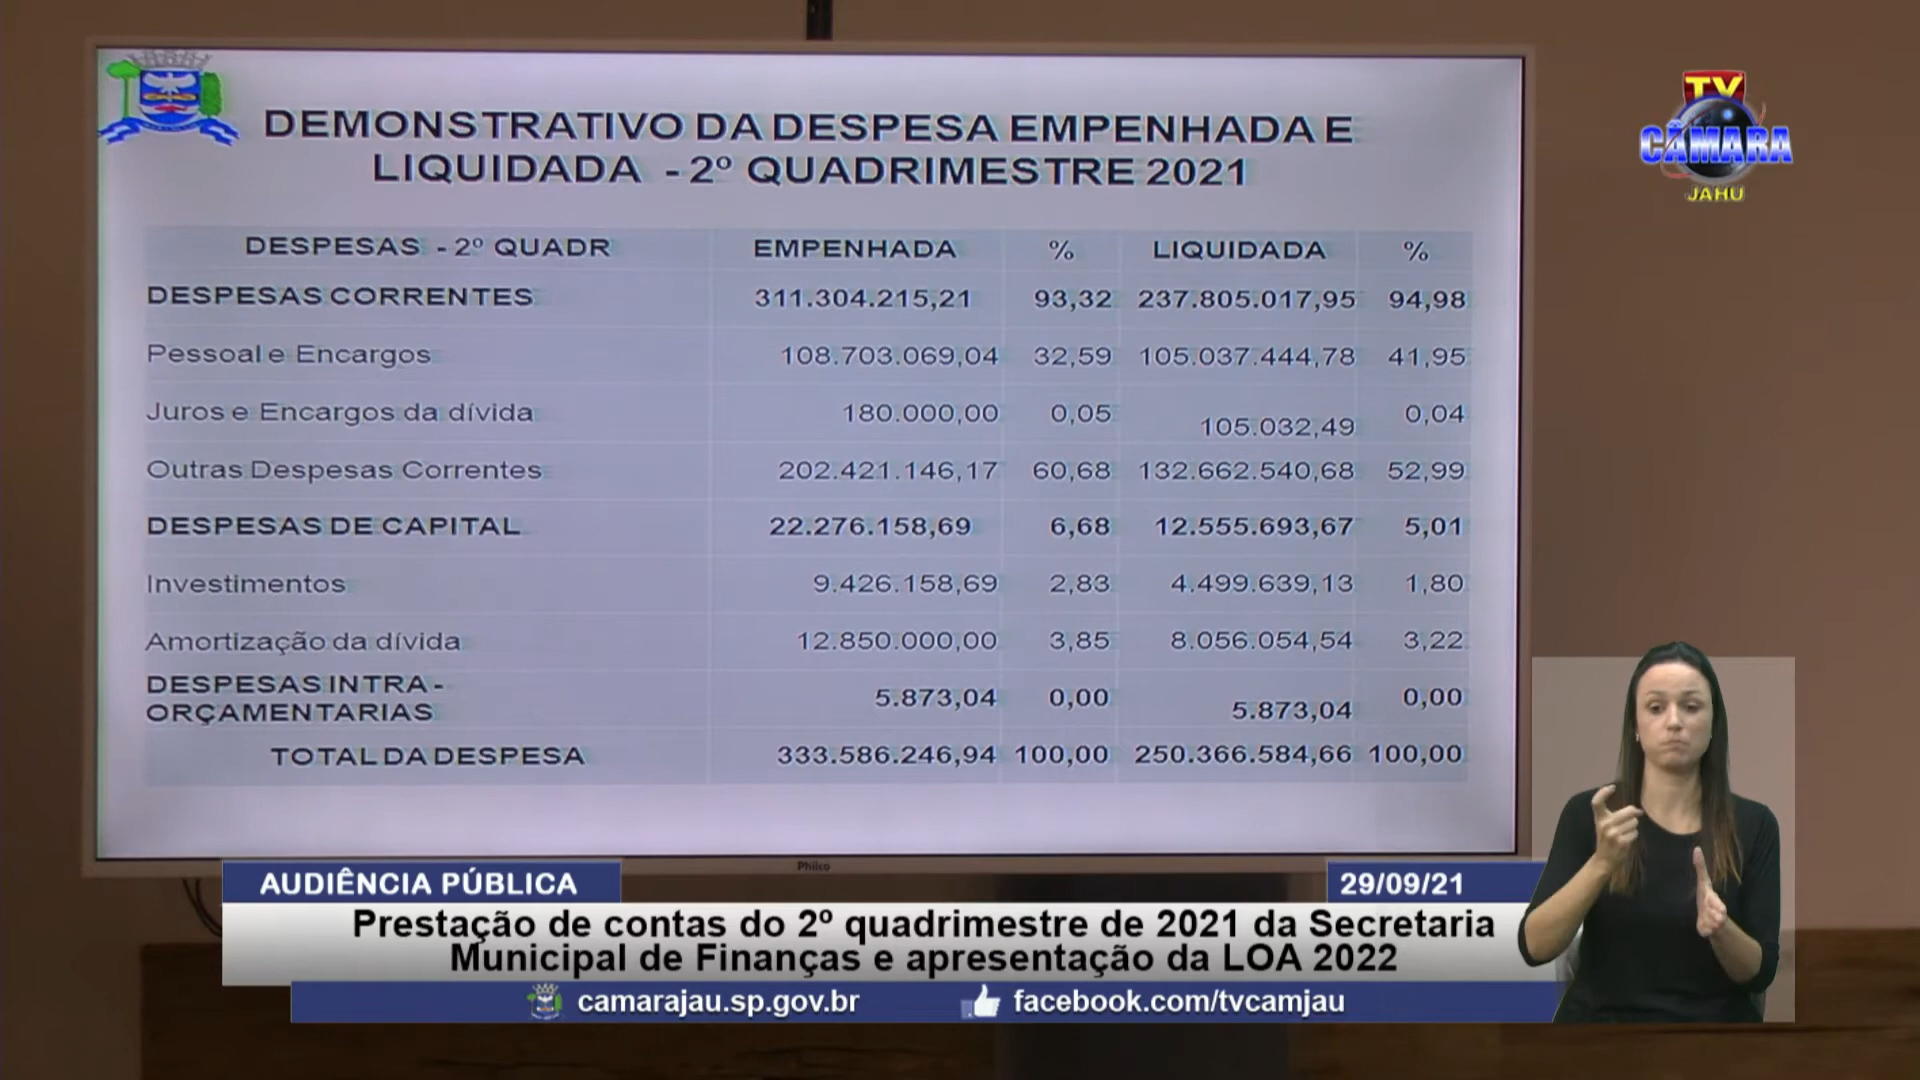 DEMONSTRATIVO DA DESPESA EMPENHADA E
LIQUIDADA - 2º QUADRIMESTRE 2021
TV
CÂMARA
JAHU
DESPESAS - 2º QUADR EMPENHADA % LIQUIDADA %
DESPESAS CORRENTES 311.304.215,21 93,32 237.805.017,95 94,98
Pessoal e Encargos 108.703.069,04 32,59 105.037.444,78 41,95
Juros e Encargos da dívida 180.000,00 0,05 105.032,49 0,04
Outras Despesas Correntes 202.421.146,17 60,68 132.662.540,68 52,99
DESPESAS DE CAPITAL 22.276.158,69 6,68 12.555.693,67 5,01
Investimentos 9.426.158,69 2,83 4.499.639,13 1,80
Amortização da dívida 12.850.000,00 3,85 8.056.054,54 3,22
DESPESAS INTRA -
ORÇAMENTARIAS 5.873,04 0,00 5.873,04 0,00
TOTAL DA DESPESA 333.586.246,94 100,00 250.366.584,66 100,00
Philco
AUDIÊNCIA PÚBLICA 29/09/21
Prestação de contas do 2º quadrimestre de 2021 da Secretaria
Municipal de Finanças e apresentação da LOA 2022
camarajau.sp.gov.br facebook.com/tvcamjau